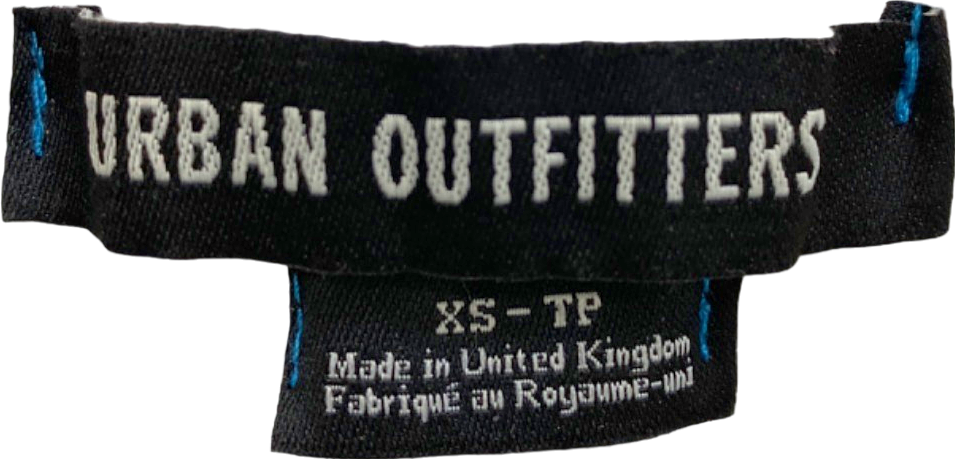 URBAN OUTFITTERS
XS-TP
Made in United Kingdom
Fabriqué au Royaume-uni